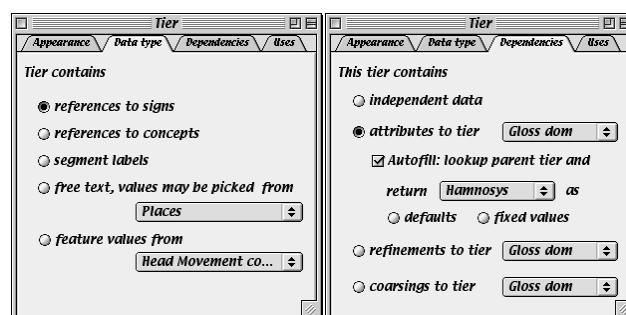 Tier
Appearance Data type Dependencies Uses
Tier contains
references to signs
references to concepts
segment labels
free text, values may be picked from
Places
feature values from
Head Movement co...
Tier
Appearance Data type Dependencies Uses
This tier contains
independent data
attributes to tier Gloss dom
Autofill: lookup parent tier and
return Hamnosys as
defaults fixed values
refinements to tier Gloss dom
coarsings to tier Gloss dom